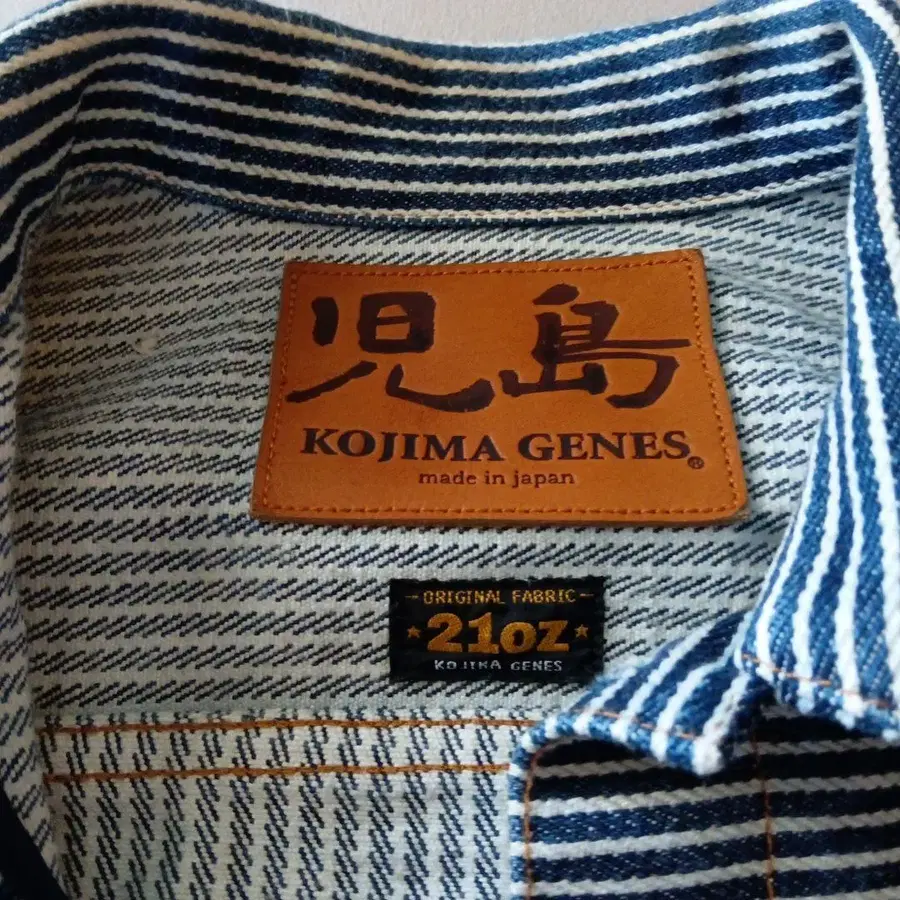 児島
KOJIMA GENES®
made in japan
ORIGINAL FABRIC
21oz
KOJIMA GENES